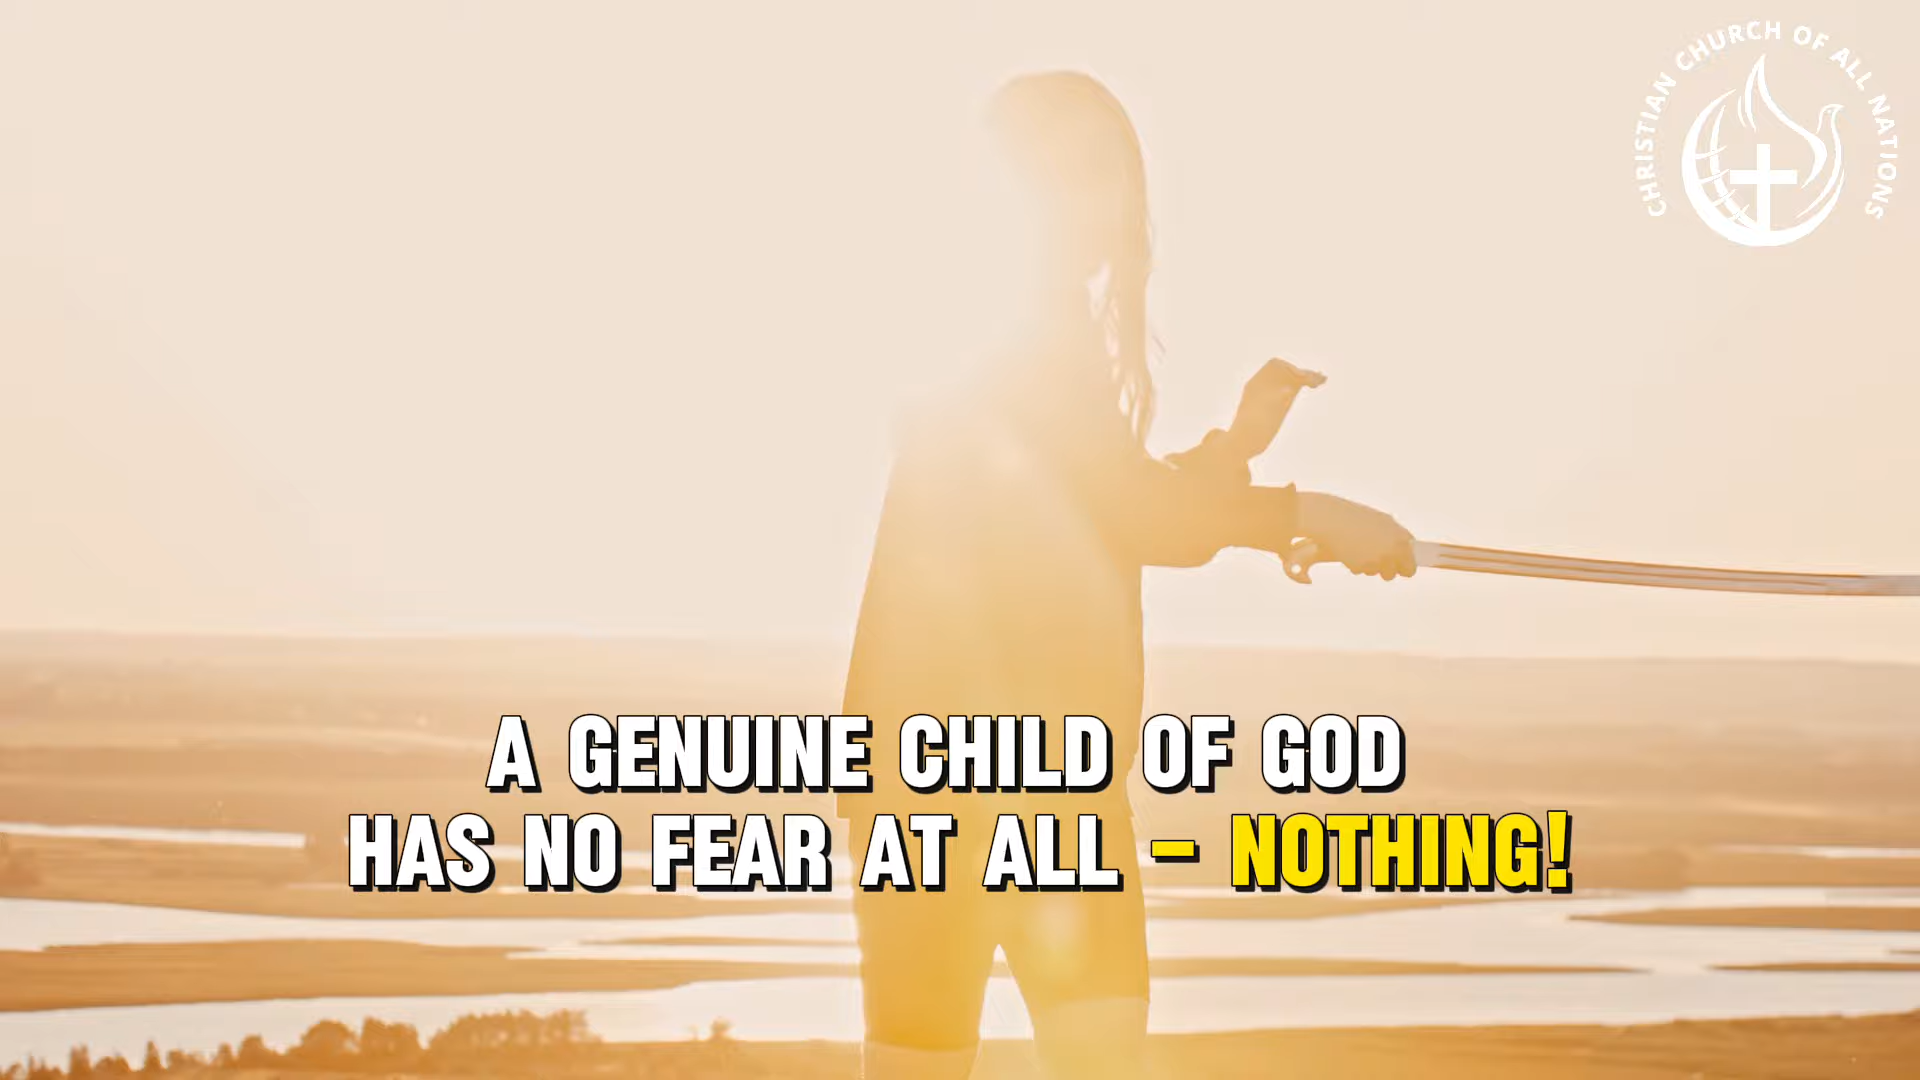 CHRISTIAN CHURCH OF ALL NATIONS
A GENUINE CHILD OF GOD
HAS NO FEAR AT ALL – NOTHING!